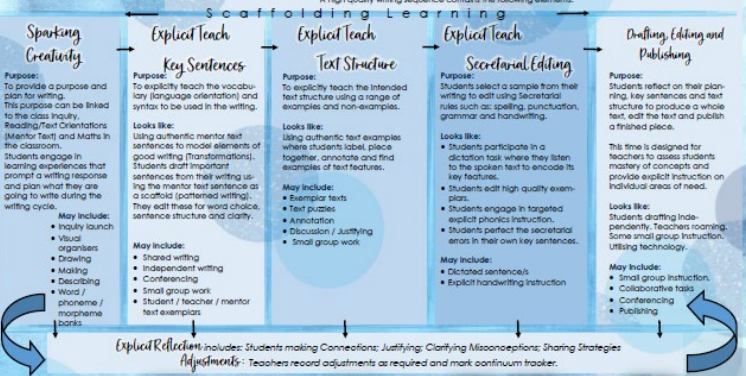 A high quality writing sequence contains the following elements:
Scaffolding Learning
Sparking
Creativity
Purpose:
To provide a purpose and
plan for writing.
This purpose can be linked
to the class inquiry,
Reading/Text Orientations
(Mentor Text) and Maths in
the classroom.
Students engage in
learning experiences that
prompt a writing response
and plan what they are
going to write during the
writing cycle.
May include:
• Inquiry launch
• Visual
organisers
• Drawing
• Making
• Describing
• Word /
phoneme /
morpheme
banks
Explicit Teach
Key Sentences
Purpose:
To explicitly teach the vocabu-
lary (language orientation) and
syntax to be used in the writing.
Looks like:
Using authentic mentor text
sentences to model elements of
good writing (Transformations).
Students draft important
sentences from their writing us-
ing the mentor text sentence as
a scaffold (patterned writing).
They edit these for word choice,
sentence structure and clarity.
May include:
• Shared writing
• Independent writing
• Conferencing
• Small group work
• Student / teacher / mentor
text exemplars
Explicit Teach
Text Structure
Purpose:
To explicitly teach the intended
text structure using a range of
examples and non-examples.
Looks like:
Using authentic text examples
where students label, piece
together, annotate and find
examples of text features.
May include:
• Exemplar texts
• Text puzzles
• Annotation
• Discussion / Justifying
• Small group work
Explicit Teach
Secretarial Editing
Purpose:
Students select a sample from their
writing to edit using Secretarial
rules such as: spelling, punctuation,
grammar and handwriting.
Looks like:
• Students participate in a
dictation task where they listen
to the spoken text to encode its
key features.
• Students edit high quality exem-
plars.
• Students engage in targeted
explicit phonics instruction.
• Students perfect the secretarial
errors in their own key sentences.
May include:
• Dictated sentence/s
• Explicit handwriting instruction
Drafting, Editing and
Publishing
Purpose:
Students reflect on their plan-
ning, key sentences and text
structure to produce a whole
text, edit the text and publish
a finished piece.
This time is designed for
teachers to assess students
mastery of concepts and
provide explicit instruction on
individual areas of need.
Looks like:
Students drafting inde-
pendently. Teachers roaming.
Some small group instruction.
Utilising technology.
May Include:
• Small group instruction.
• Collaborative tasks
• Conferencing
• Publishing
Explicit Reflection includes: Students making Connections; Justifying; Clarifying Misconceptions; Sharing Strategies
Adjustments: Teachers record adjustments as required and mark continuum tracker.